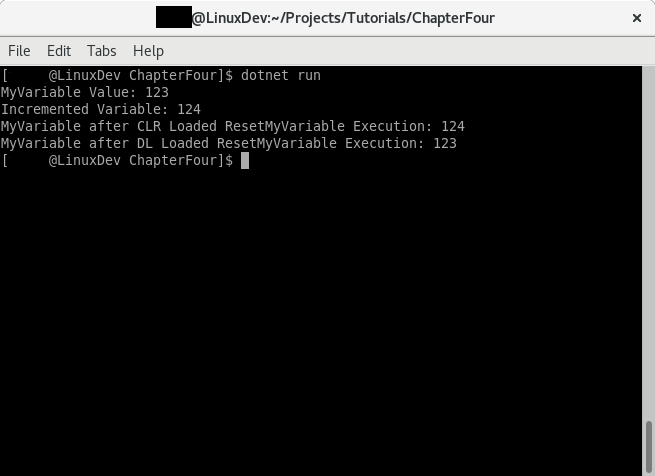 @LinuxDev:~/Projects/Tutorials/ChapterFour ×
File Edit Tabs Help
[ @LinuxDev ChapterFour]$ dotnet run
MyVariable Value: 123
Incremented Variable: 124
MyVariable after CLR Loaded ResetMyVariable Execution: 124
MyVariable after DL Loaded ResetMyVariable Execution: 123
[ @LinuxDev ChapterFour]$